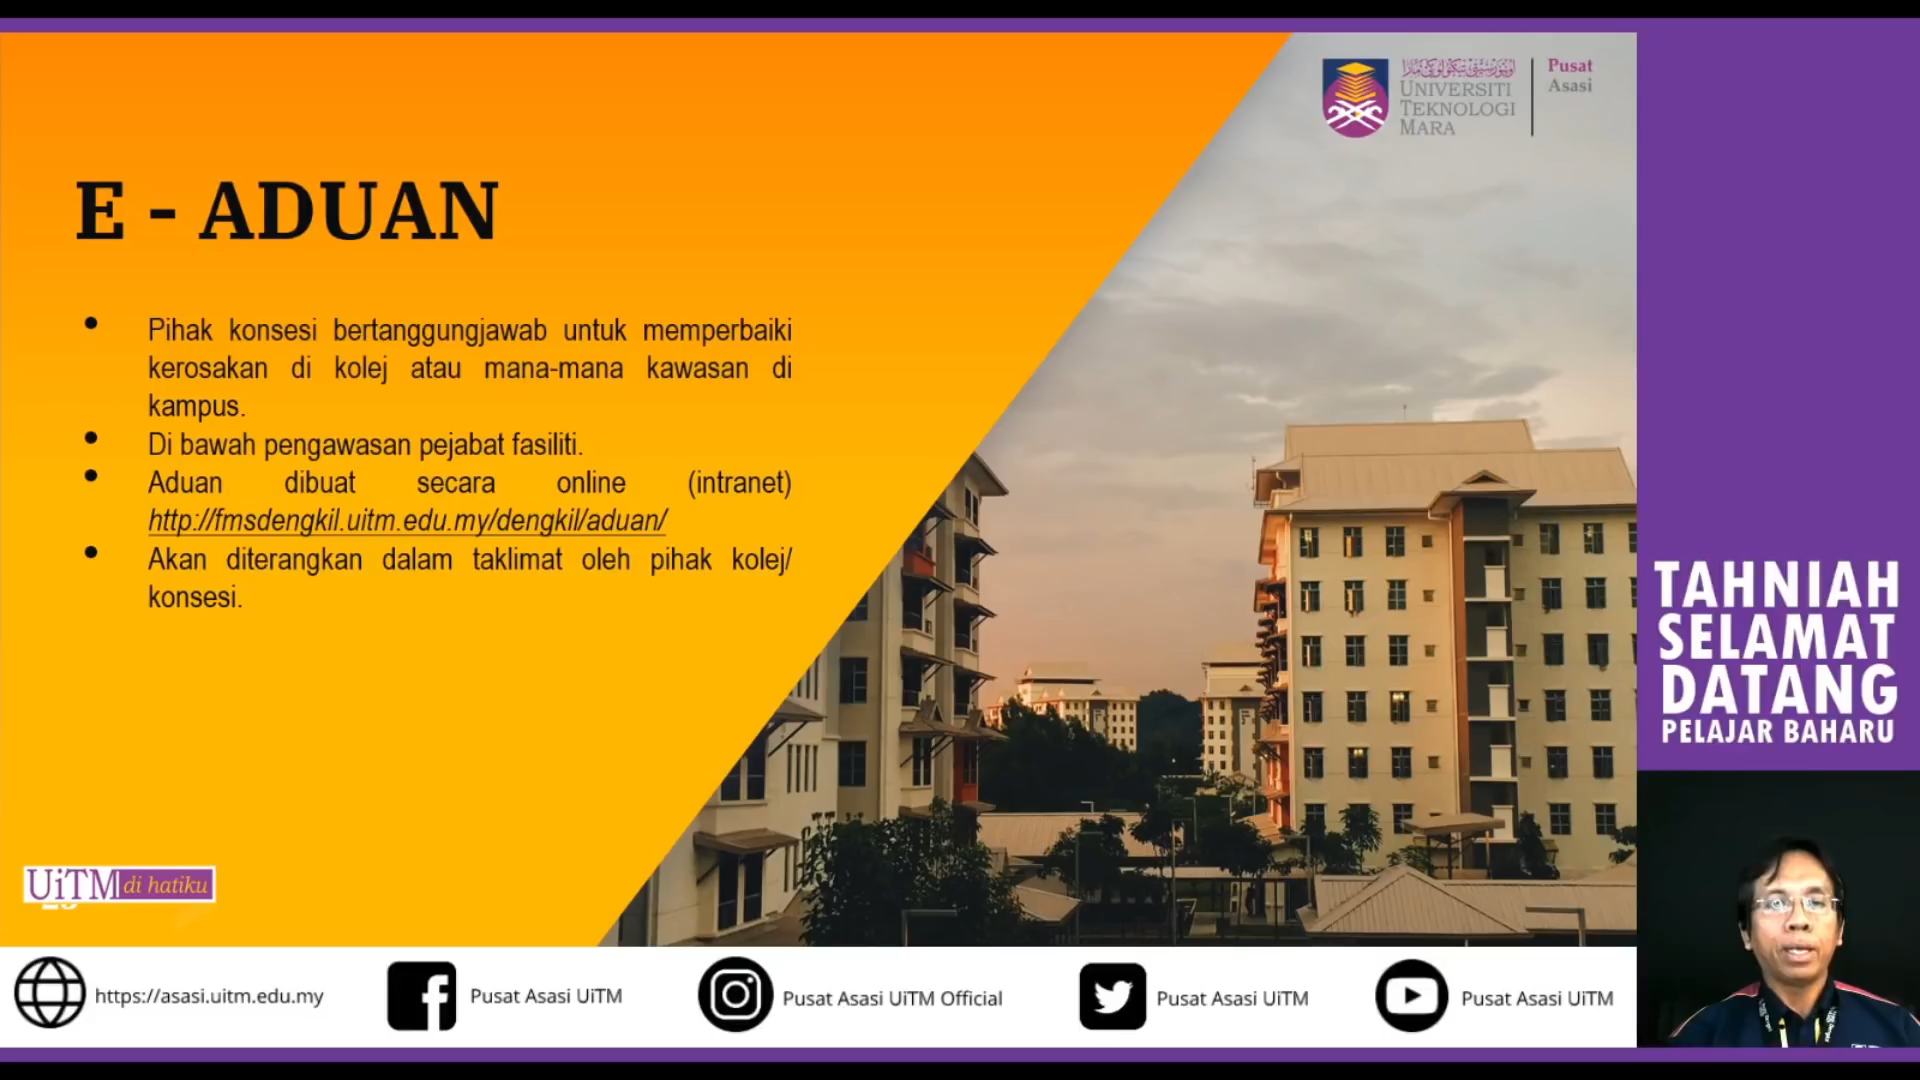 اونيۏرسيتي تيكنولوڬي مارا
UNIVERSITI
TEKNOLOGI
MARA
Pusat
Asasi
E - ADUAN
• Pihak konsesi bertanggungjawab untuk memperbaiki
kerosakan di kolej atau mana-mana kawasan di
kampus.
• Di bawah pengawasan pejabat fasiliti.
• Aduan dibuat secara online (intranet)
http://fmsdengkil.uitm.edu.my/dengkil/aduan/
• Akan diterangkan dalam taklimat oleh pihak kolej/
konsesi.
TAHNIAH
SELAMAT
DATANG
PELAJAR BAHARU
UiTM di hatiku
https://asasi.uitm.edu.my
Pusat Asasi UiTM
Pusat Asasi UiTM Official
Pusat Asasi UiTM
Pusat Asasi UiTM